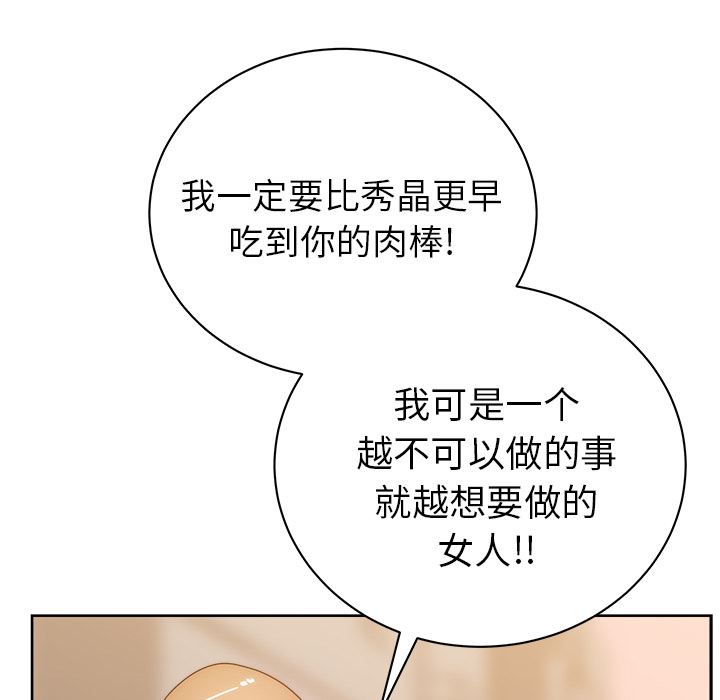 我一定要比秀晶更早
吃到你的肉棒!
我可是一个
越不可以做的事
就越想要做的
女人!!